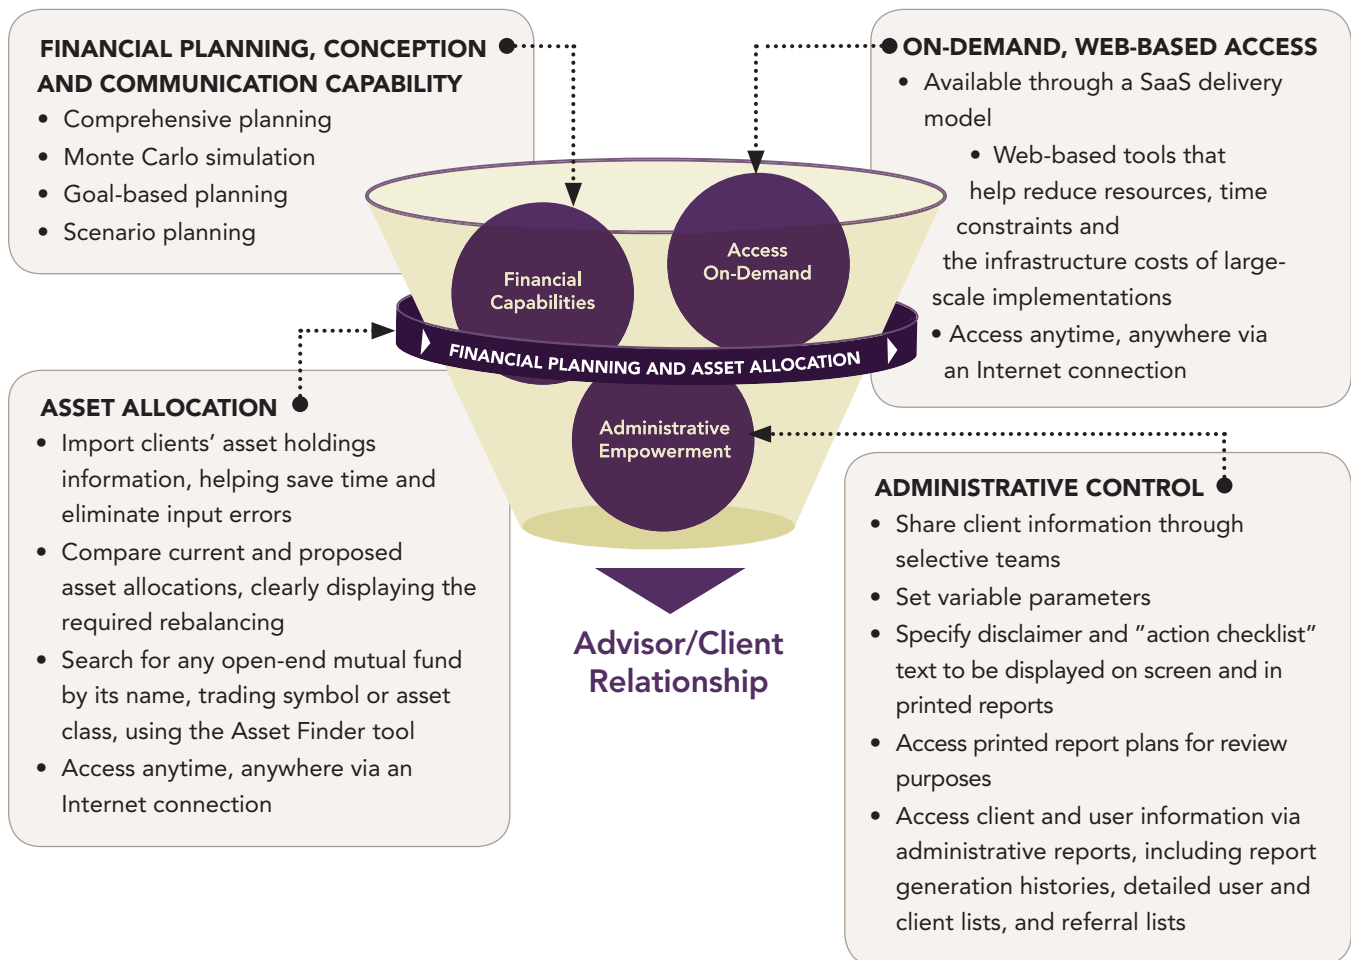 FINANCIAL PLANNING, CONCEPTION
AND COMMUNICATION CAPABILITY
• Comprehensive planning
• Monte Carlo simulation
• Goal-based planning
• Scenario planning
ON-DEMAND, WEB-BASED ACCESS
• Available through a SaaS delivery
model
• Web-based tools that
help reduce resources, time
constraints and
the infrastructure costs of large-
scale implementations
• Access anytime, anywhere via
an Internet connection
Financial
Capabilities
Access
On-Demand
FINANCIAL PLANNING AND ASSET ALLOCATION
Administrative
Empowerment
Advisor/Client
Relationship
ASSET ALLOCATION
• Import clients’ asset holdings
information, helping save time and
eliminate input errors
• Compare current and proposed
asset allocations, clearly displaying the
required rebalancing
• Search for any open-end mutual fund
by its name, trading symbol or asset
class, using the Asset Finder tool
• Access anytime, anywhere via an
Internet connection
ADMINISTRATIVE CONTROL
• Share client information through
selective teams
• Set variable parameters
• Specify disclaimer and ”action checklist”
text to be displayed on screen and in
printed reports
• Access printed report plans for review
purposes
• Access client and user information via
administrative reports, including report
generation histories, detailed user and
client lists, and referral lists